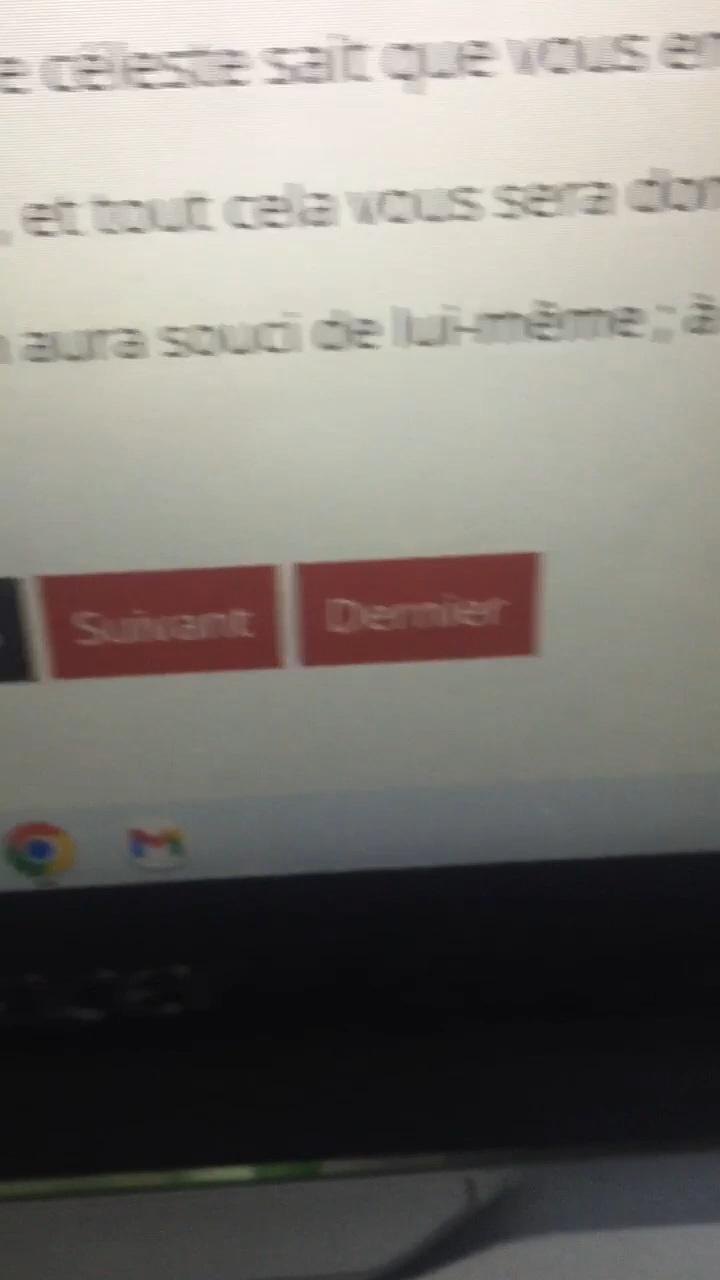 e céleste sait que vous en
, et tout cela vous sera don
aura souci de lui-même ; à
Suivant Dernier